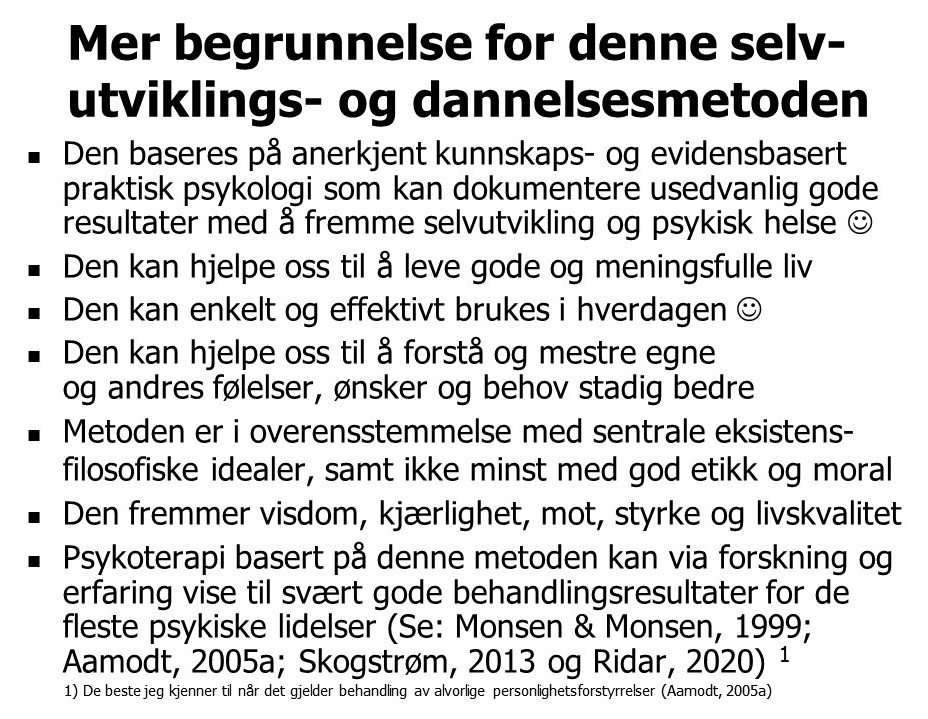 Mer begrunnelse for denne selv-
utviklings- og dannelsesmetoden
▪ Den baseres på anerkjent kunnskaps- og evidensbasert
praktisk psykologi som kan dokumentere usedvanlig gode
resultater med å fremme selvutvikling og psykisk helse ☺
▪ Den kan hjelpe oss til å leve gode og meningsfulle liv
▪ Den kan enkelt og effektivt brukes i hverdagen ☺
▪ Den kan hjelpe oss til å forstå og mestre egne
og andres følelser, ønsker og behov stadig bedre
▪ Metoden er i overensstemmelse med sentrale eksistens-
filosofiske idealer, samt ikke minst med god etikk og moral
▪ Den fremmer visdom, kjærlighet, mot, styrke og livskvalitet
▪ Psykoterapi basert på denne metoden kan via forskning og
erfaring vise til svært gode behandlingsresultater for de
fleste psykiske lidelser (Se: Monsen & Monsen, 1999;
Aamodt, 2005a; Skogstrøm, 2013 og Ridar, 2020) ¹
1) De beste jeg kjenner til når det gjelder behandling av alvorlige personlighetsforstyrrelser (Aamodt, 2005a)